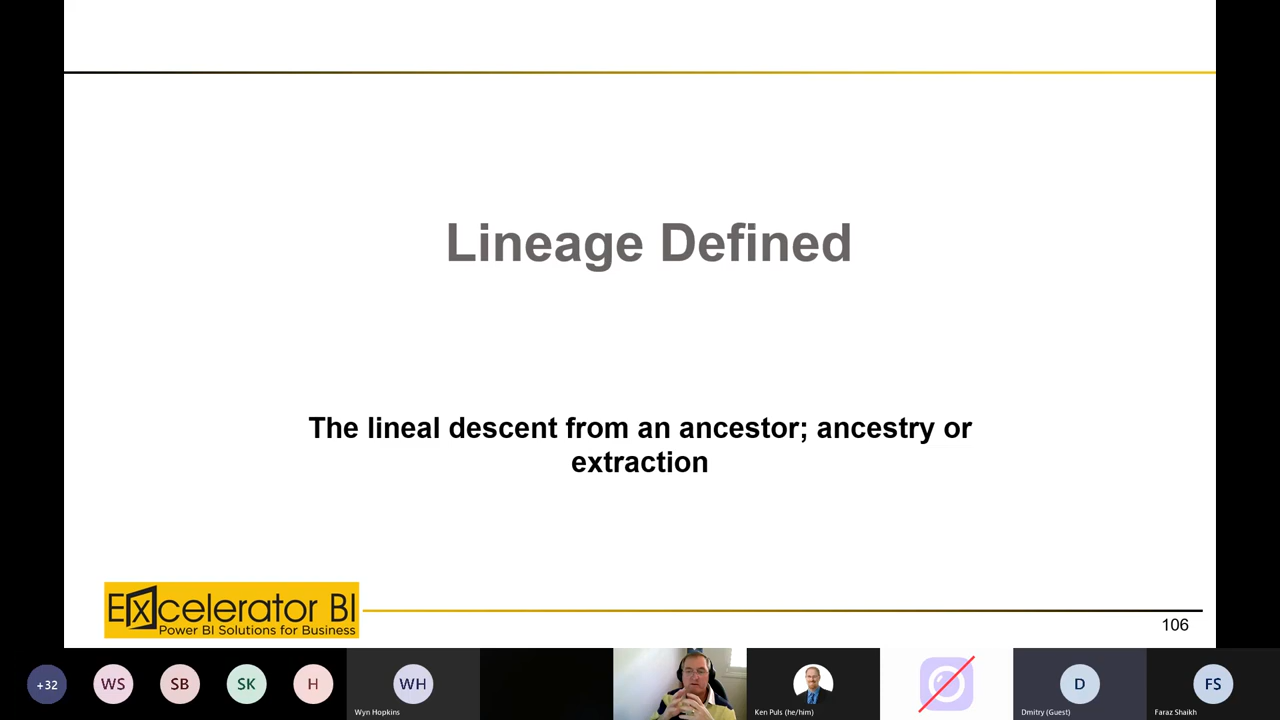 Lineage Defined
The lineal descent from an ancestor; ancestry or
extraction
Excelerator BI
Power BI Solutions for Business
106
+32
WS
SB
SK
H
WH
D
FS
Wyn Hopkins
Ken Puls (he/him)
Dmitry (Guest)
Faraz Shaikh